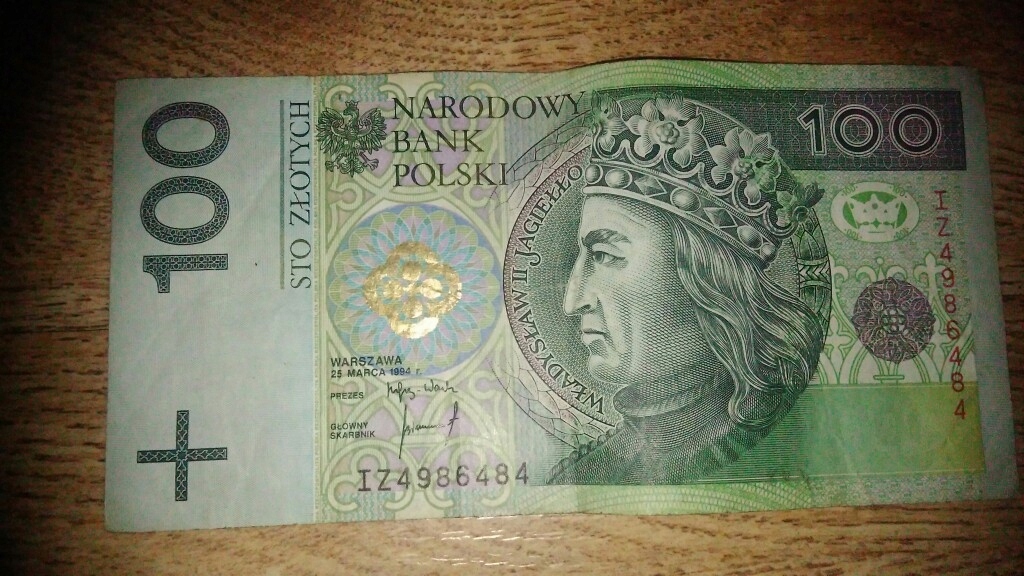 100
STO ZŁOTYCH
NARODOWY
BANK
POLSKI
WŁADYSŁAW II JAGIEŁŁO
100
IZ4986484
WARSZAWA
25 MARCA 1994 r.
PREZES
GŁÓWNY
SKARBNIK
IZ4986484